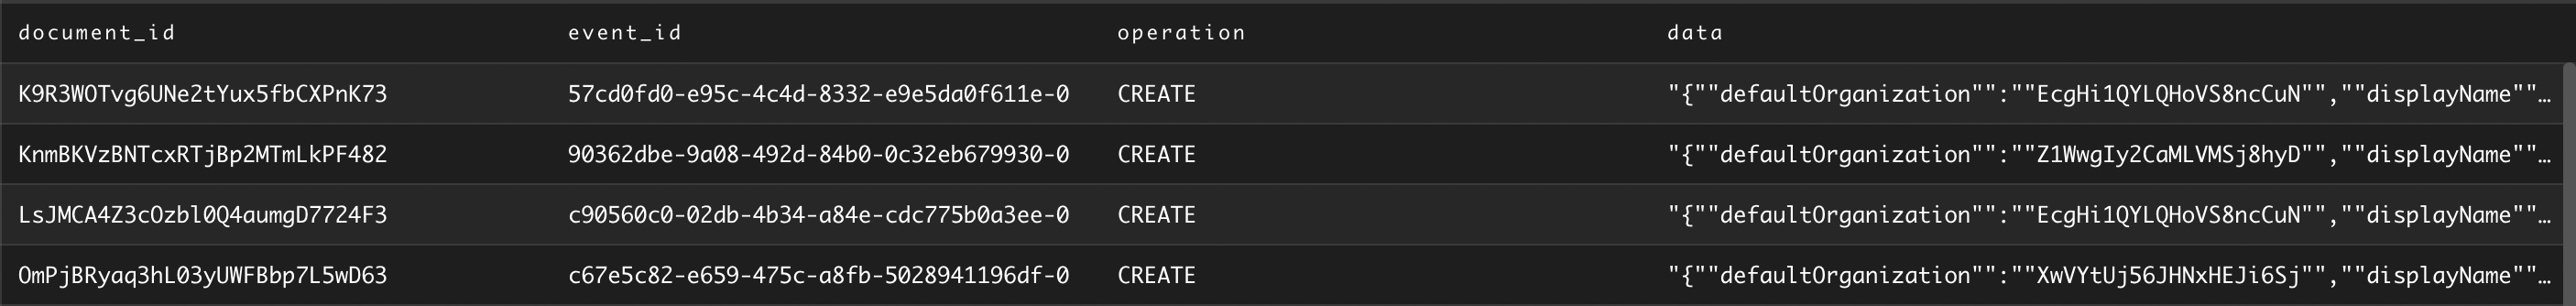 document_id event_id operation data
K9R3WOTvg6UNe2tYux5fbCXPnK73 57cd0fd0-e95c-4c4d-8332-e9e5da0f611e-0 CREATE "{""defaultOrganization"":""EcgHi1QYLQHoVS8ncCuN"",""displayName""…
KnmBKVzBNTcxRTjBp2MTmLkPF482 90362dbe-9a08-492d-84b0-0c32eb679930-0 CREATE "{""defaultOrganization"":""Z1WwgIy2CaMLVMSj8hyD"",""displayName""…
LsJMCA4Z3cOzbl0Q4aumgD7724F3 c90560c0-02db-4b34-a84e-cdc775b0a3ee-0 CREATE "{""defaultOrganization"":""EcgHi1QYLQHoVS8ncCuN"",""displayName""…
OmPjBRyaq3hL03yUWFBbp7L5wD63 c67e5c82-e659-475c-a8fb-5028941196df-0 CREATE "{""defaultOrganization"":""XwVYtUj56JHNxHEJi6Sj"",""displayName""…